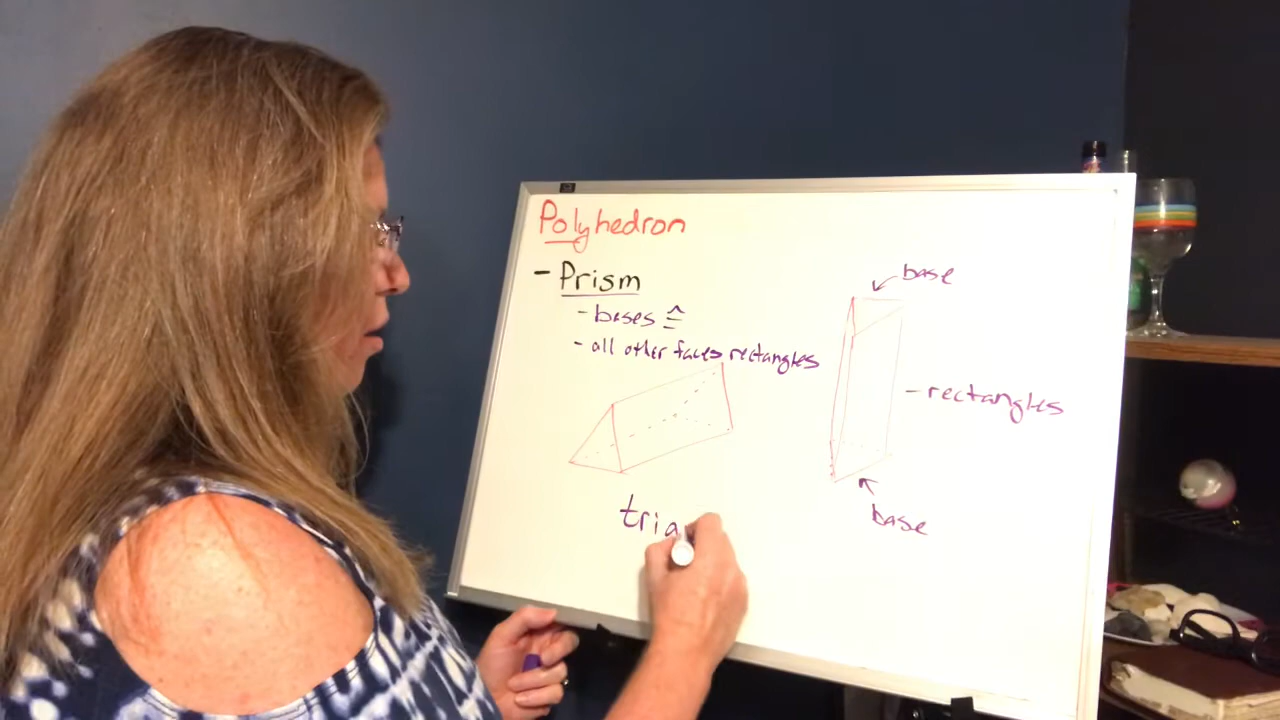 Polyhedron
- Prism
- bases ≅
- all other faces rectangles
base
- rectangles
base
tria